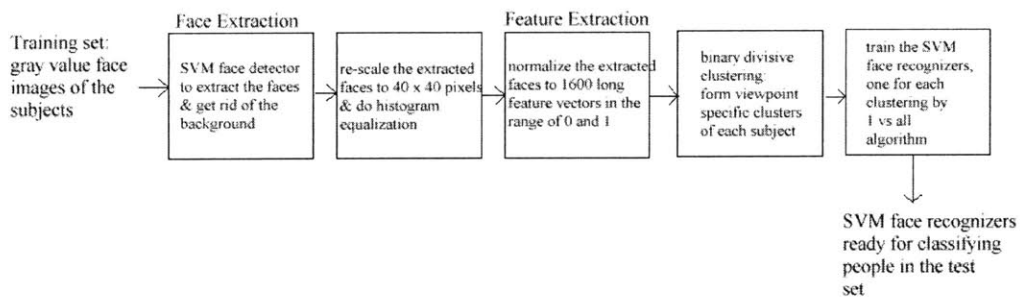 Training set:
gray value face
images of the
subjects
Face Extraction
SVM face detector
to extract the faces
& get rid of the
background
re-scale the extracted
faces to 40 x 40 pixels
& do histogram
equalization
Feature Extraction
normalize the extracted
faces to 1600 long
feature vectors in the
range of 0 and 1
binary divisive
clustering:
form viewpoint
specific clusters
of each subject
train the SVM
face recognizers,
one for each
clustering by
1 vs all
algorithm
SVM face recognizers
ready for classifying
people in the test
set